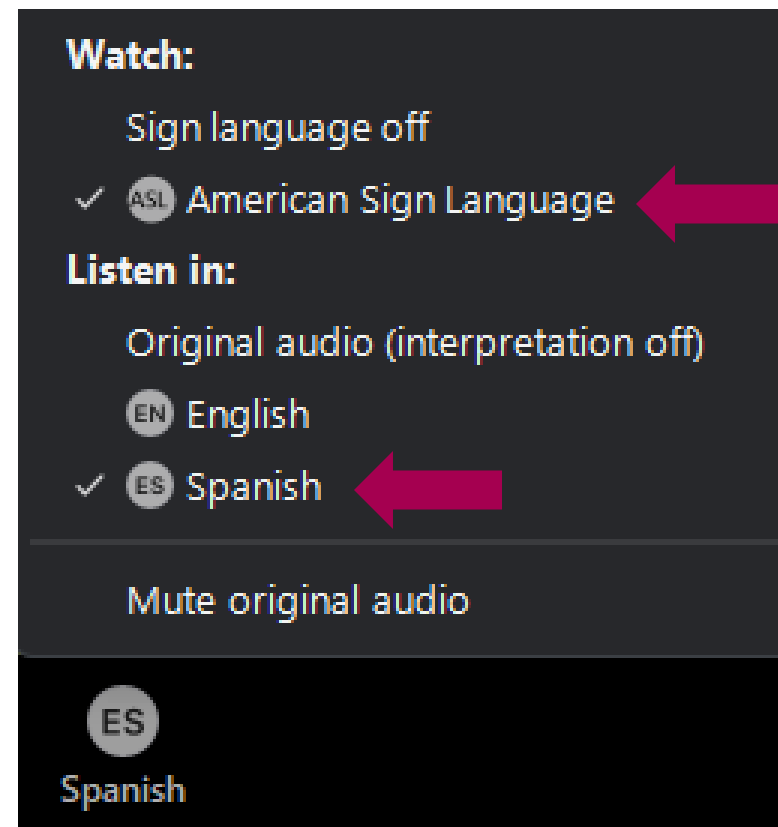 Watch:
Sign language off
ASL American Sign Language
Listen in:
Original audio (interpretation off)
EN English
ES Spanish
Mute original audio
ES
Spanish